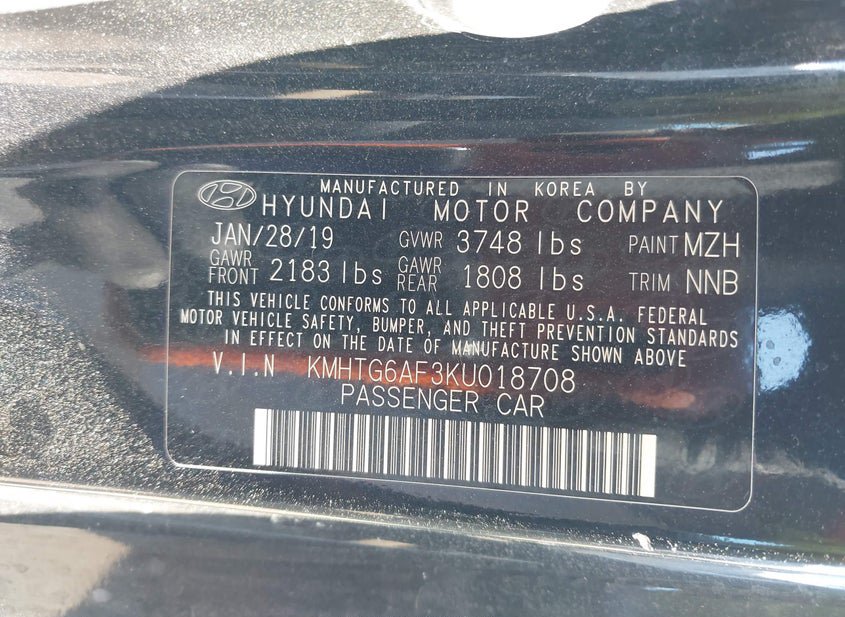 MANUFACTURED IN KOREA BY
HYUNDAI MOTOR COMPANY
JAN/28/19 GVWR 3748 lbs PAINT MZH
GAWR FRONT 2183 lbs GAWR REAR 1808 lbs TRIM NNB
THIS VEHICLE CONFORMS TO ALL APPLICABLE U.S.A. FEDERAL
MOTOR VEHICLE SAFETY, BUMPER, AND THEFT PREVENTION STANDARDS
IN EFFECT ON THE DATE OF MANUFACTURE SHOWN ABOVE
V.I.N KMHTG6AF3KU018708
PASSENGER CAR